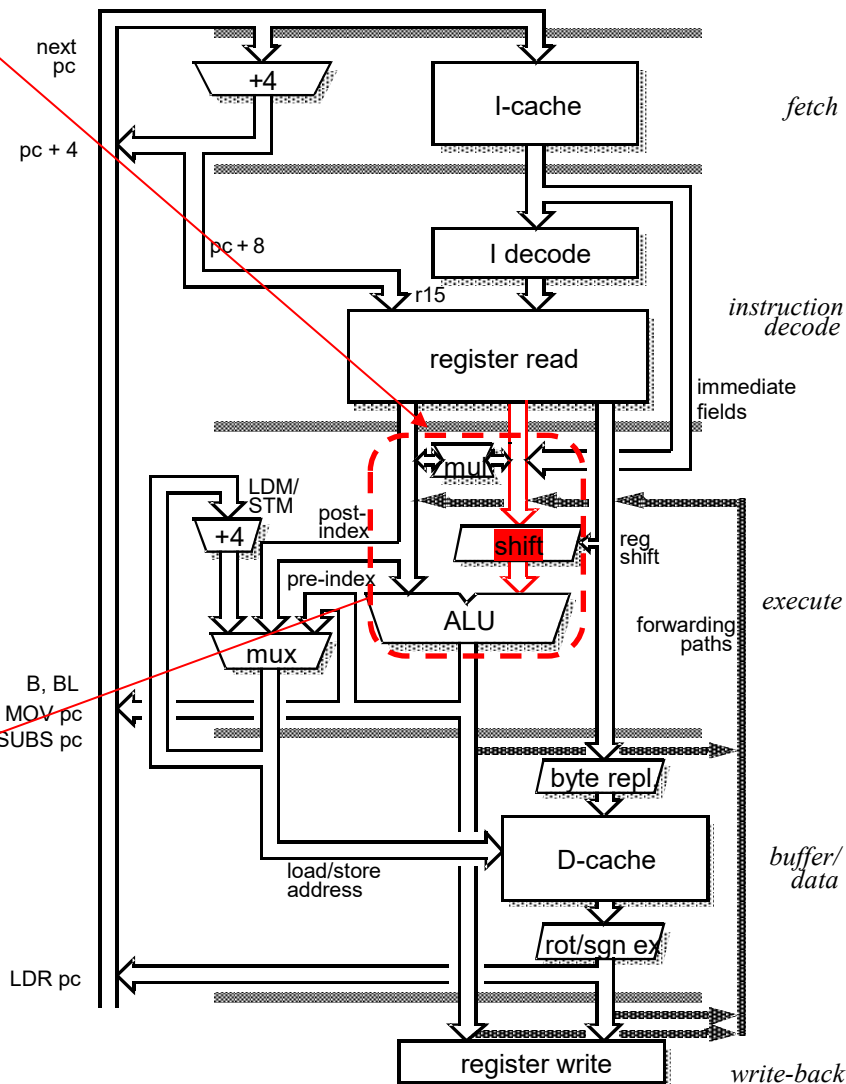 next
pc
+4
I-cache
fetch
pc + 4
pc + 8
I decode
r15
instruction
decode
register read
immediate
fields
mul
LDM/
STM
+4
post-
index
shift
reg
shift
pre-index
ALU
execute
forwarding
paths
mux
B, BL
MOV pc
SUBS pc
byte repl.
D-cache
buffer/
data
load/store
address
rot/sgn ex
LDR pc
register write
write-back